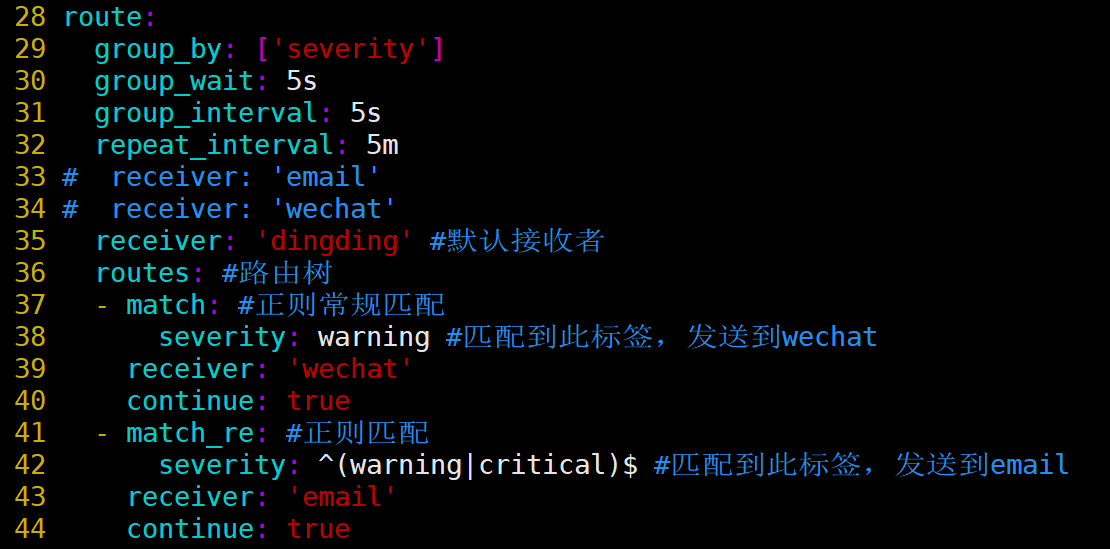 28 route:
29   group_by: ['severity']
30   group_wait: 5s
31   group_interval: 5s
32   repeat_interval: 5m
33 #  receiver: 'email'
34 #  receiver: 'wechat'
35   receiver: 'dingding' #默认接收者
36   routes: #路由树
37   - match: #正则常规匹配
38       severity: warning #匹配到此标签，发送到wechat
39     receiver: 'wechat'
40     continue: true
41   - match_re: #正则匹配
42       severity: ^(warning|critical)$ #匹配到此标签，发送到email
43     receiver: 'email'
44     continue: true